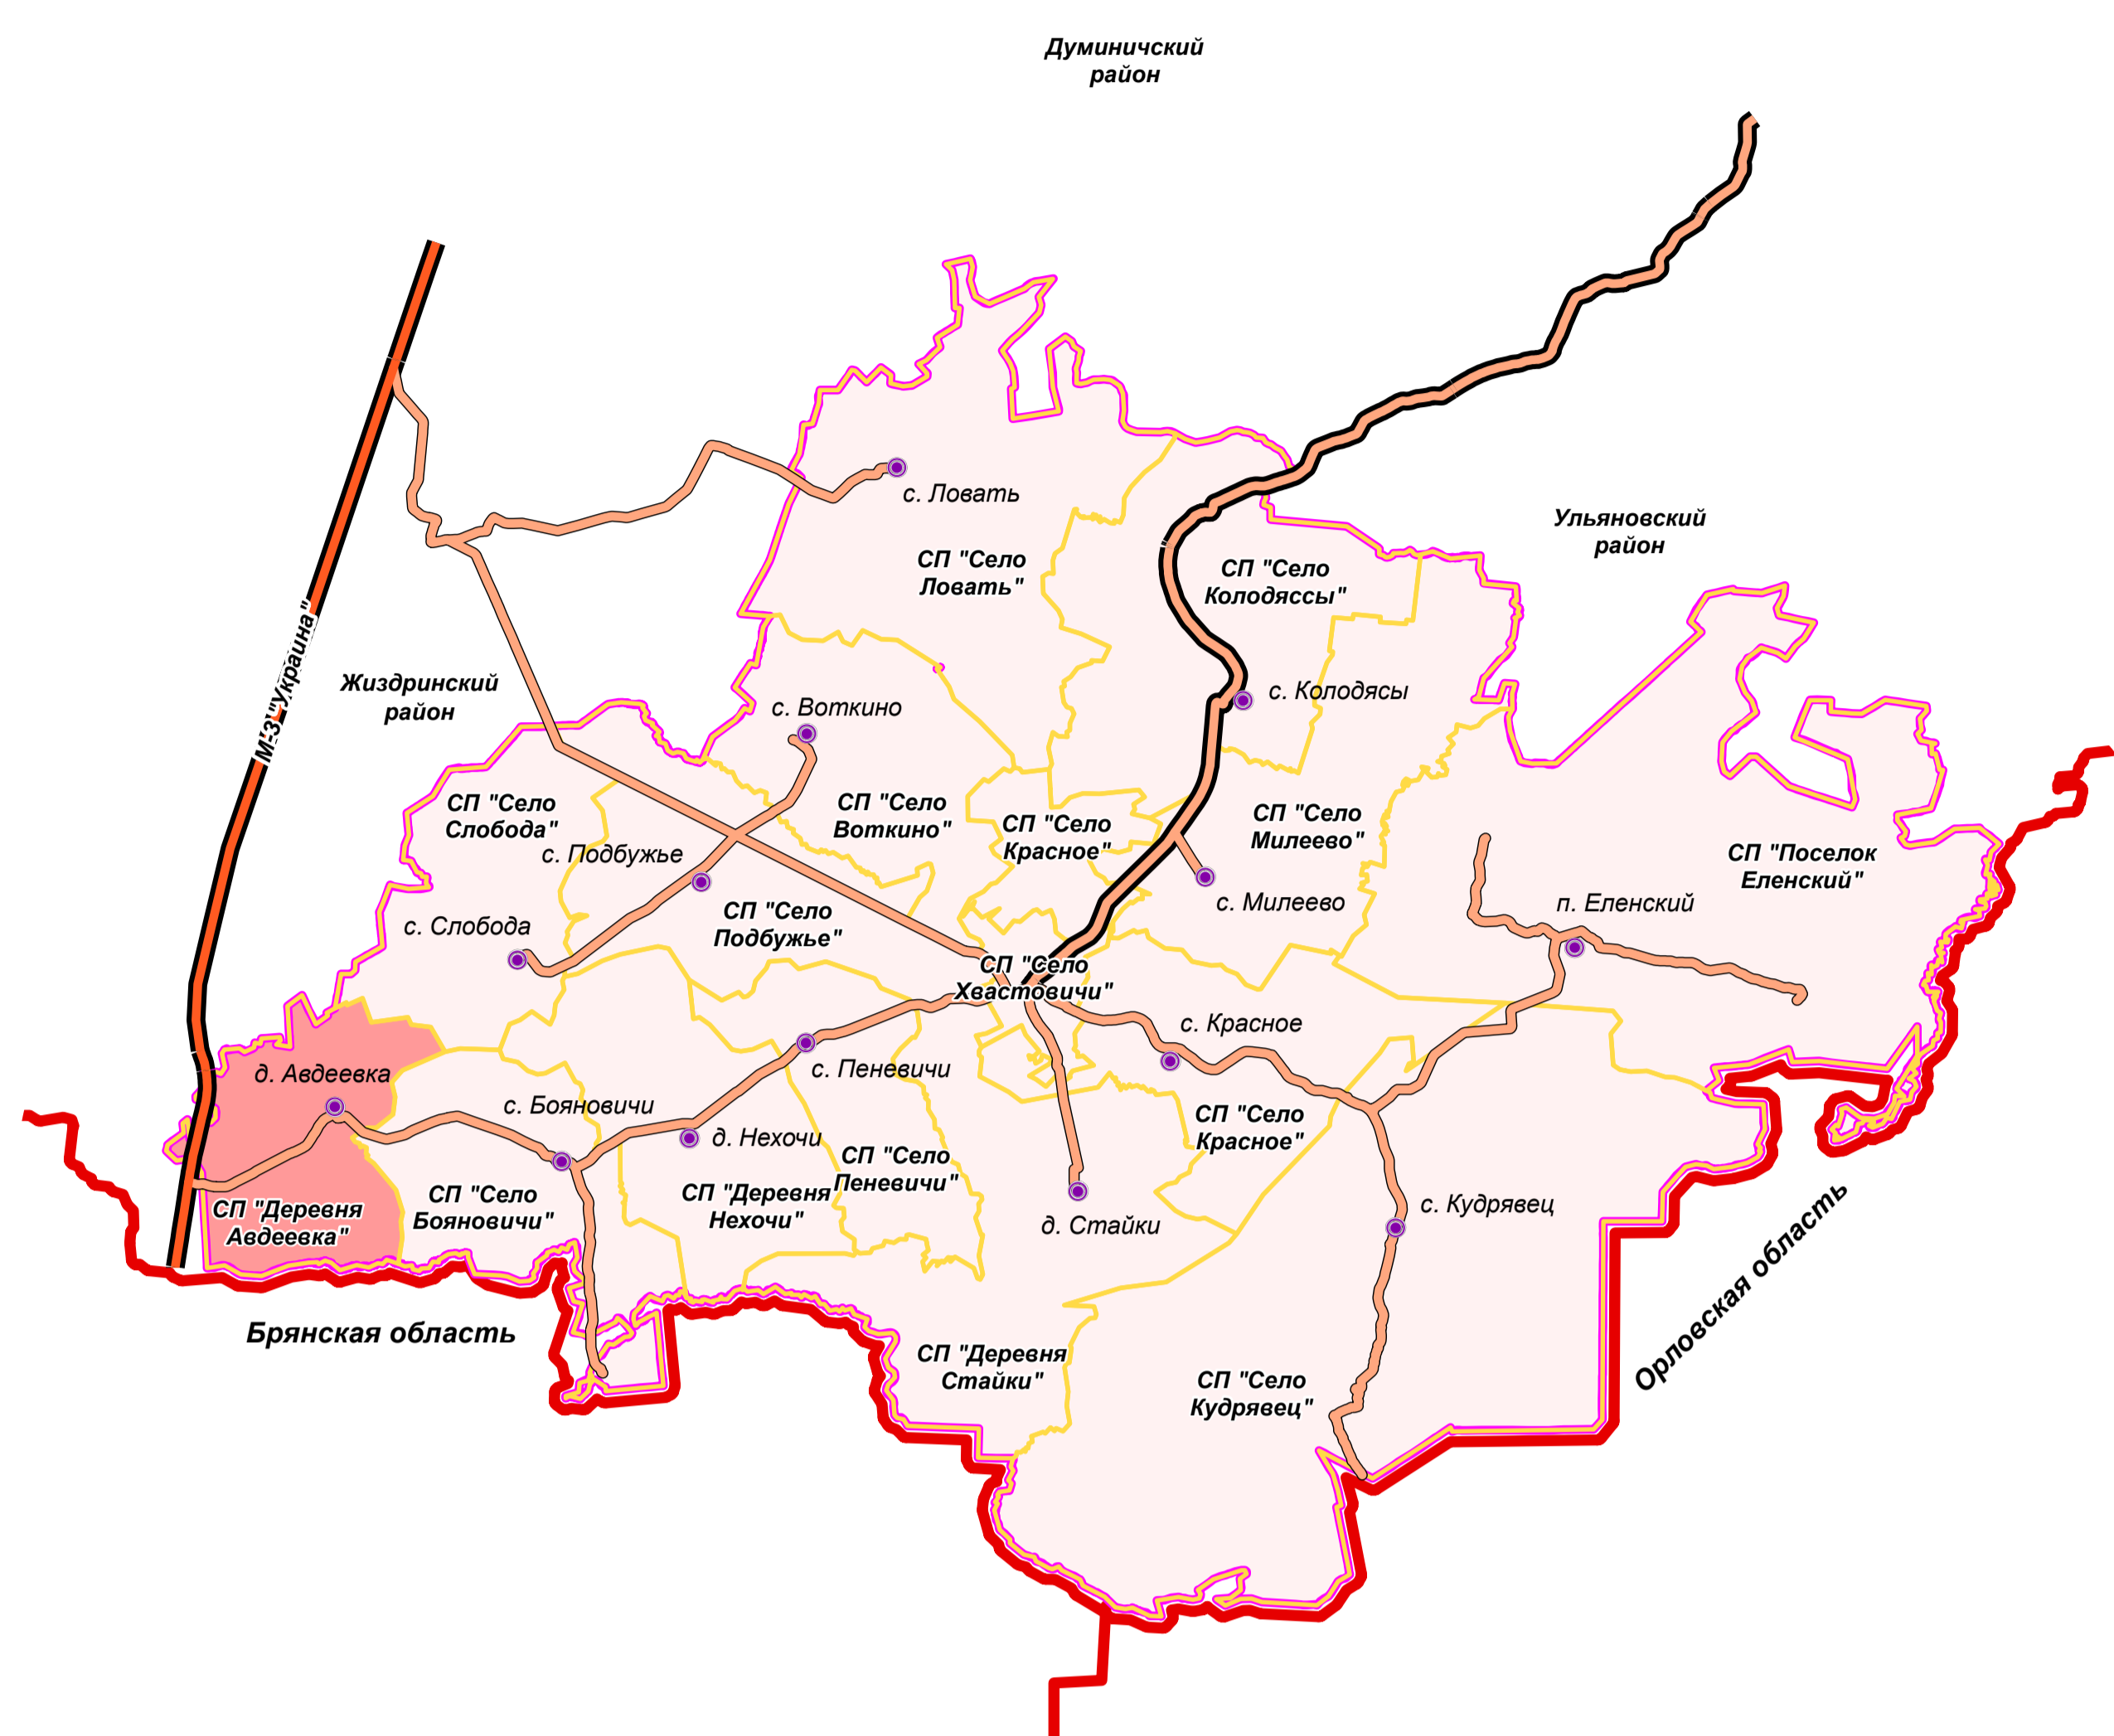 Думиничский
район
с. Ловать
Ульяновский
район
СП "Село
Ловать"
СП "Село
Колодяссы"
М-3 "Украина"
Жиздринский
район
с. Колодясы
с. Воткино
СП "Село
Слобода"
СП "Село
Воткино"
СП "Село
Красное"
СП "Село
Милеево"
с. Подбужье
СП "Поселок
Еленский"
с. Милеево
п. Еленский
с. Слобода
СП "Село
Подбужье"
СП "Село
Хвастовичи"
с. Красное
д. Авдеевка
с. Пеневичи
с. Бояновичи
д. Нехочи
СП "Село
Красное"
СП "Село
Пеневичи"
СП "Деревня
Авдеевка"
СП "Село
Бояновичи"
СП "Деревня
Нехочи"
д. Стайки
с. Кудрявец
Орловская область
Брянская область
СП "Деревня
Стайки"
СП "Село
Кудрявец"